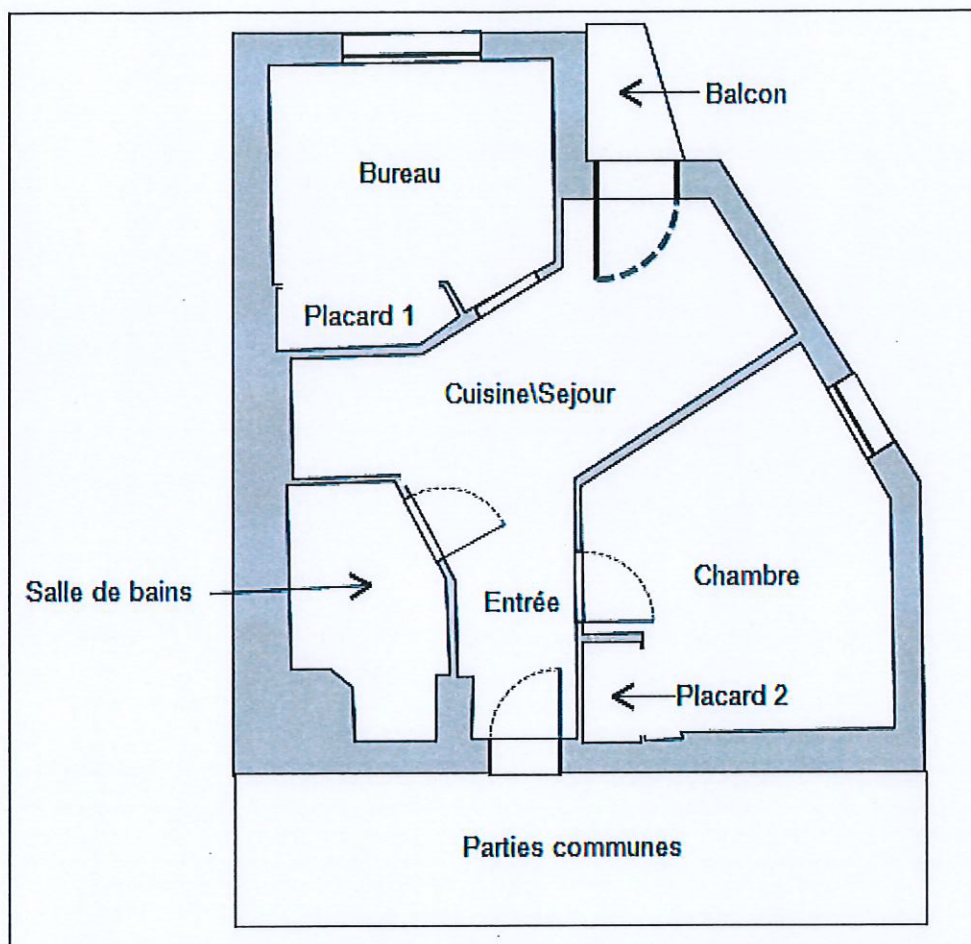 Balcon
Bureau
Placard 1
Cuisine\Sejour
Salle de bains
Entrée
Chambre
Placard 2
Parties communes